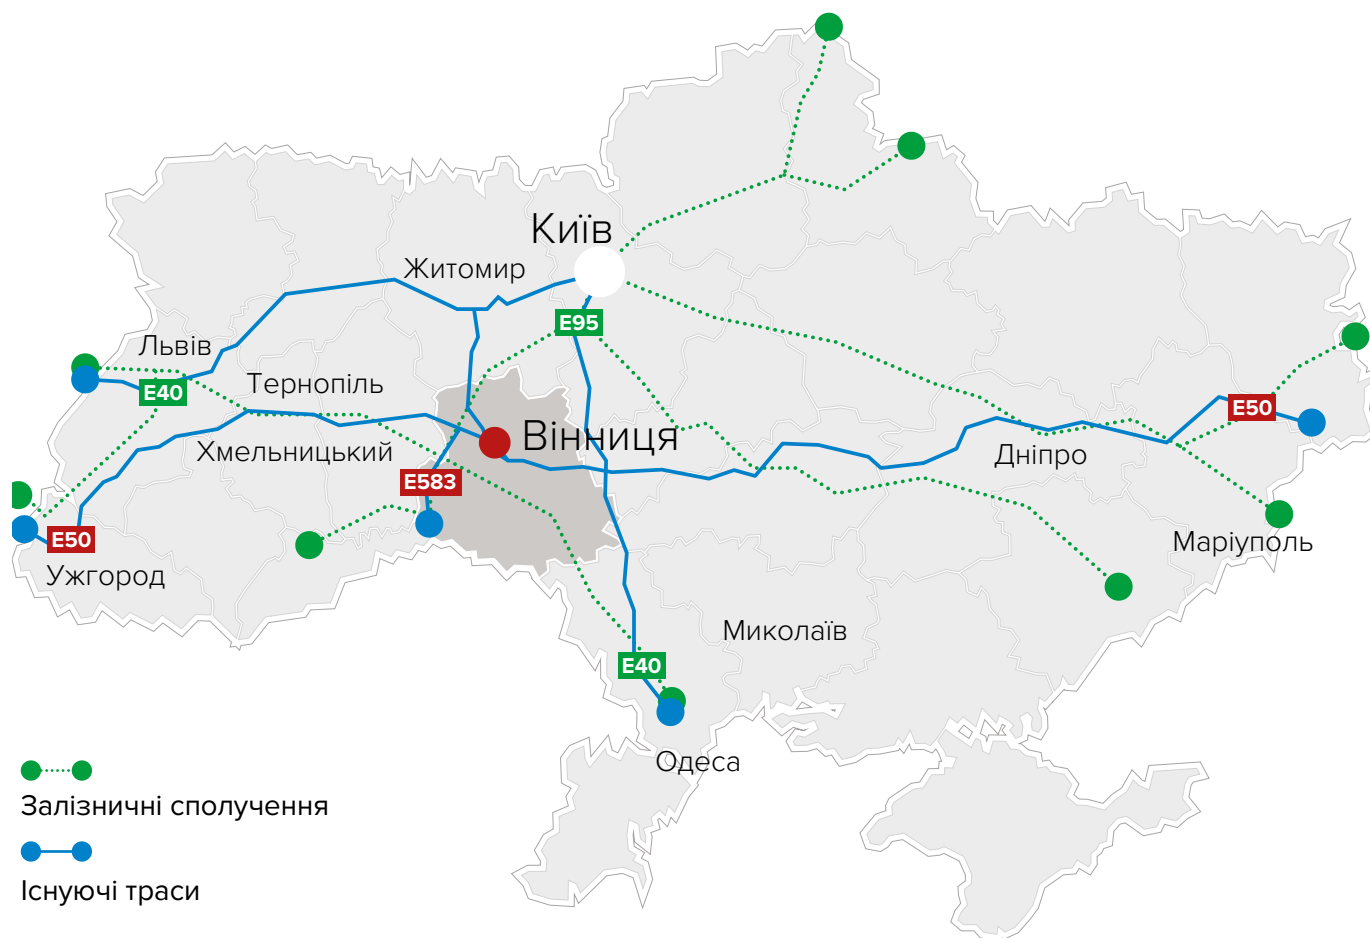 Київ
Житомир
E95
Львів
Тернопіль
E40
E50
Вінниця
Хмельницький
Дніпро
E583
E50
Маріуполь
Ужгород
Миколаїв
E40
Одеса
Залізничні сполучення
Існуючі траси